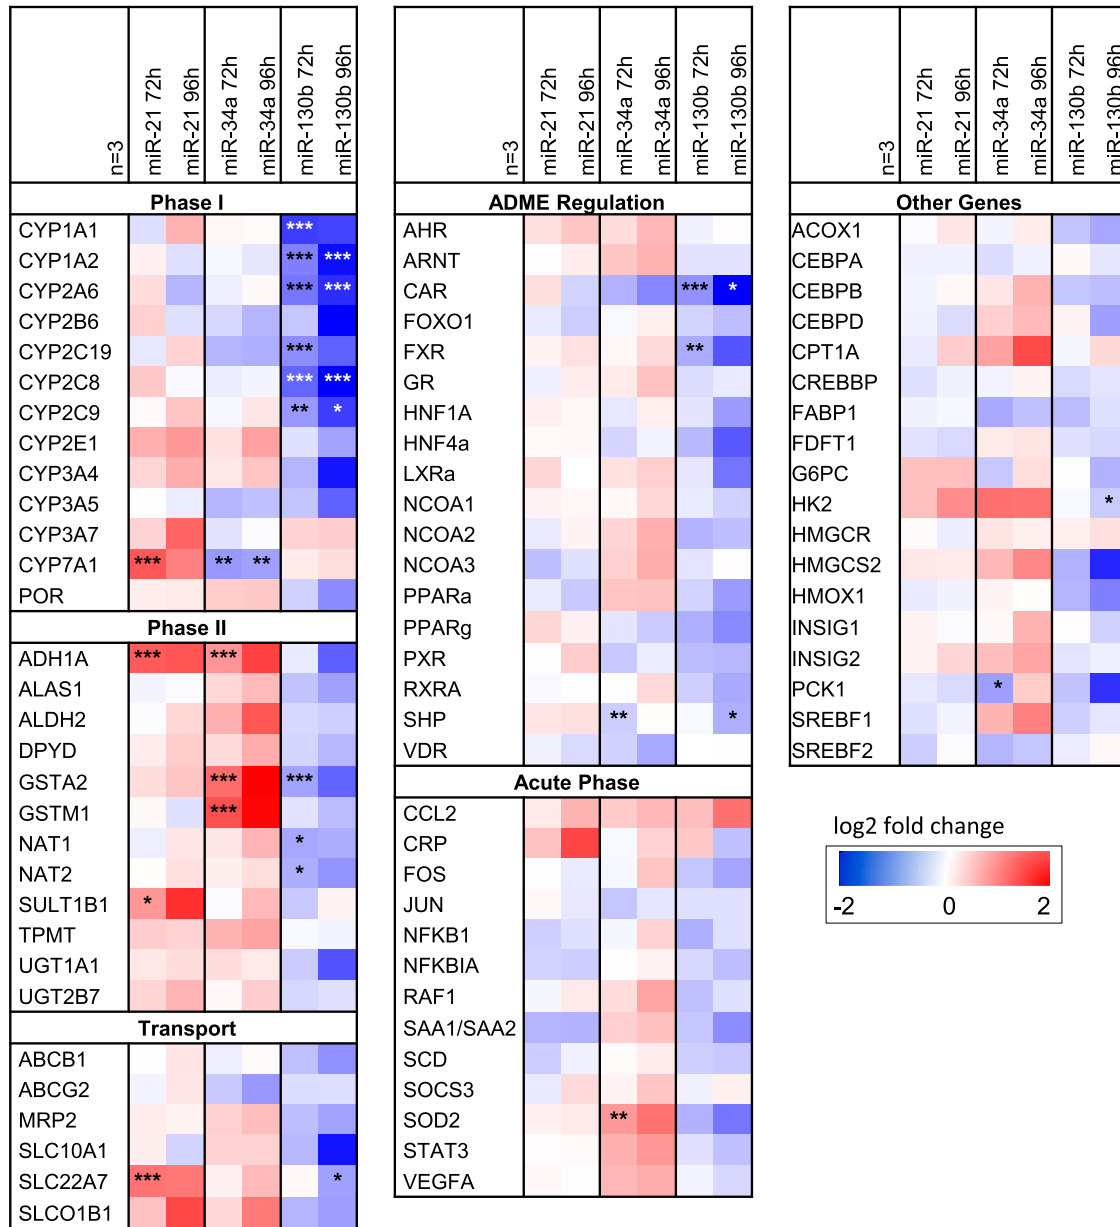 n=3
miR-21 72h
miR-21 96h
miR-34a 72h
miR-34a 96h
miR-130b 72h
miR-130b 96h
Phase I
CYP1A1 ***
CYP1A2 *** ***
CYP2A6 *** ***
CYP2B6
CYP2C19 ***
CYP2C8 *** ***
CYP2C9 ** *
CYP2E1
CYP3A4
CYP3A5
CYP3A7
CYP7A1 *** ** **
POR
Phase II
ADH1A *** ***
ALAS1
ALDH2
DPYD
GSTA2 *** ***
GSTM1 ***
NAT1 *
NAT2 *
SULT1B1 *
TPMT
UGT1A1
UGT2B7
Transport
ABCB1
ABCG2
MRP2
SLC10A1
SLC22A7 *** *
SLCO1B1
n=3
miR-21 72h
miR-21 96h
miR-34a 72h
miR-34a 96h
miR-130b 72h
miR-130b 96h
ADME Regulation
AHR
ARNT
CAR *** *
FOXO1
FXR **
GR
HNF1A
HNF4a
LXRa
NCOA1
NCOA2
NCOA3
PPARa
PPARg
PXR
RXRA
SHP ** *
VDR
Acute Phase
CCL2
CRP
FOS
JUN
NFKB1
NFKBIA
RAF1
SAA1/SAA2
SCD
SOCS3
SOD2 **
STAT3
VEGFA
n=3
miR-21 72h
miR-21 96h
miR-34a 72h
miR-34a 96h
miR-130b 72h
miR-130b 96h
Other Genes
ACOX1
CEBPA
CEBPB
CEBPD
CPT1A
CREBBP
FABP1
FDFT1
G6PC
HK2 *
HMGCR
HMGCS2
HMOX1
INSIG1
INSIG2
PCK1 *
SREBF1
SREBF2
log2 fold change
-2 0 2